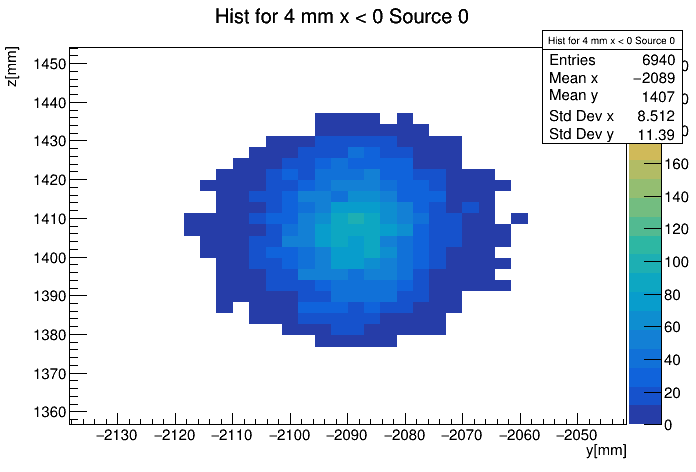 Hist for 4 mm x < 0 Source 0
z[mm]
1450
1440
1430
1420
1410
1400
1390
1380
1370
1360
Hist for 4 mm x < 0 Source 0
Entries 6940
Mean x −2089
Mean y 1407
Std Dev x 8.512
Std Dev y 11.39
160
140
120
100
80
60
40
20
0
−2130 −2120 −2110 −2100 −2090 −2080 −2070 −2060 −2050
y[mm]